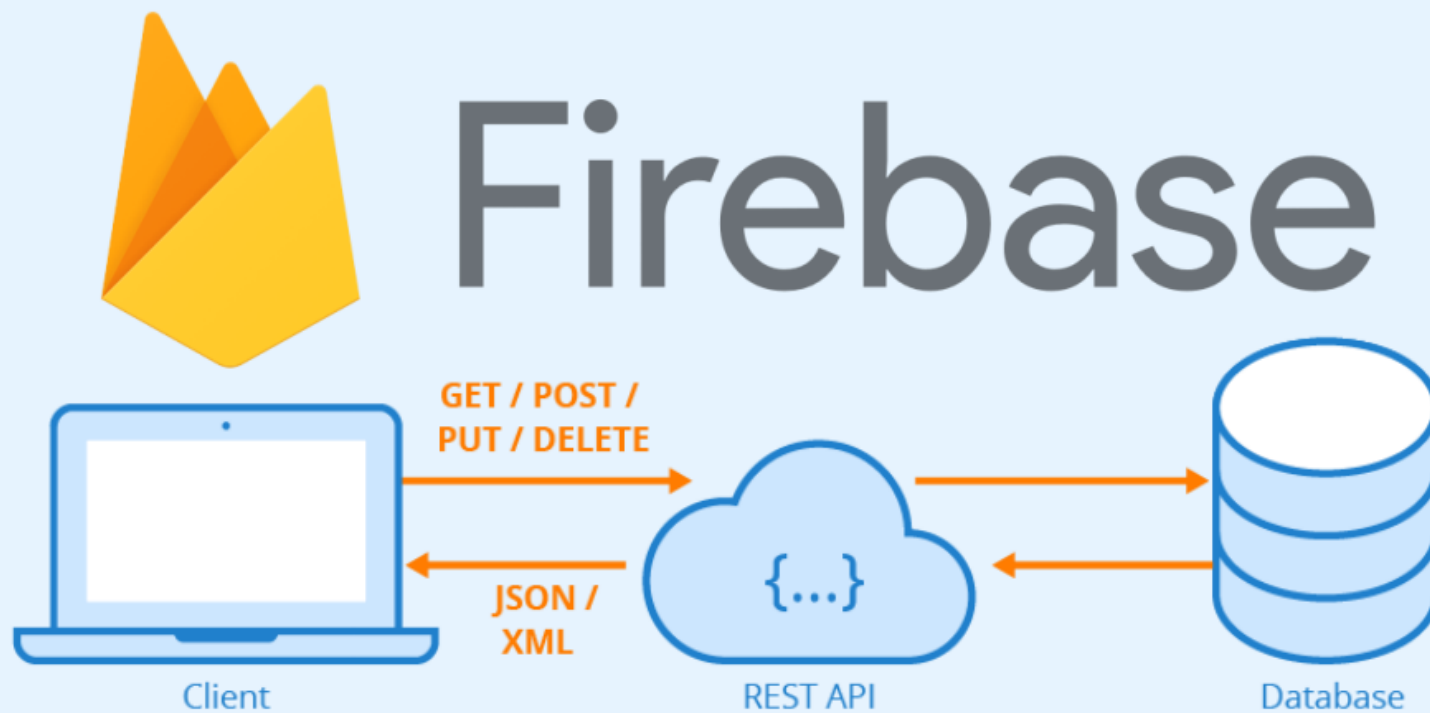 Firebase
GET / POST /
PUT / DELETE
{...}
JSON /
XML
Client
REST API
Database